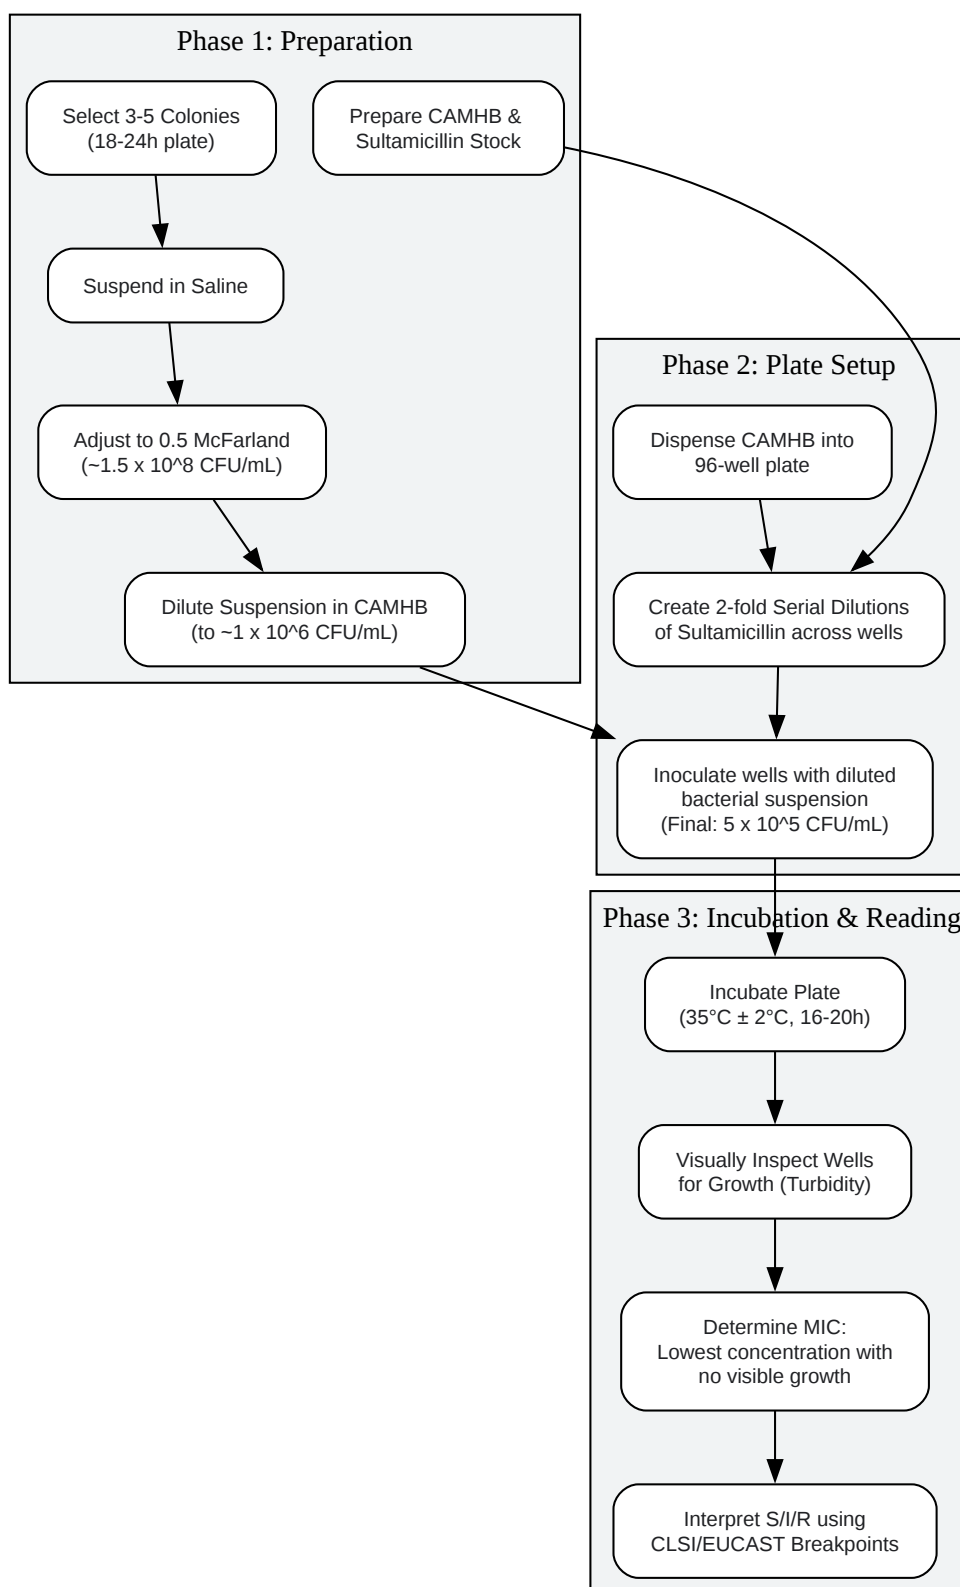 Phase 1: Preparation
Select 3-5 Colonies
(18-24h plate)
Prepare CAMHB &
Sultamicillin Stock
Suspend in Saline
Adjust to 0.5 McFarland
(~1.5 x 10^8 CFU/mL)
Dilute Suspension in CAMHB
(to ~1 x 10^6 CFU/mL)
Phase 2: Plate Setup
Dispense CAMHB into
96-well plate
Create 2-fold Serial Dilutions
of Sultamicillin across wells
Inoculate wells with diluted
bacterial suspension
(Final: 5 x 10^5 CFU/mL)
Phase 3: Incubation & Reading
Incubate Plate
(35°C ± 2°C, 16-20h)
Visually Inspect Wells
for Growth (Turbidity)
Determine MIC:
Lowest concentration with
no visible growth
Interpret S/I/R using
CLSI/EUCAST Breakpoints